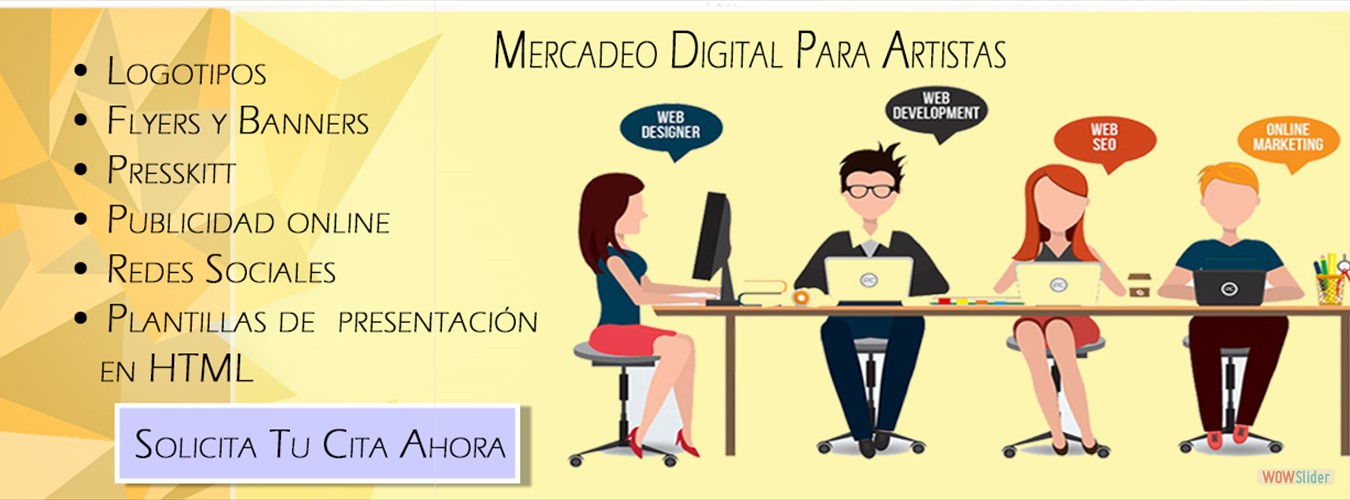 Mercadeo Digital Para Artistas
• Logotipos
• Flyers y Banners
• Presskitt
• Publicidad online
• Redes Sociales
• Plantillas de presentación
en HTML
Solicita Tu Cita Ahora
WEB
DESIGNER
WEB
DEVELOPMENT
WEB
SEO
ONLINE
MARKETING
WOWSlider